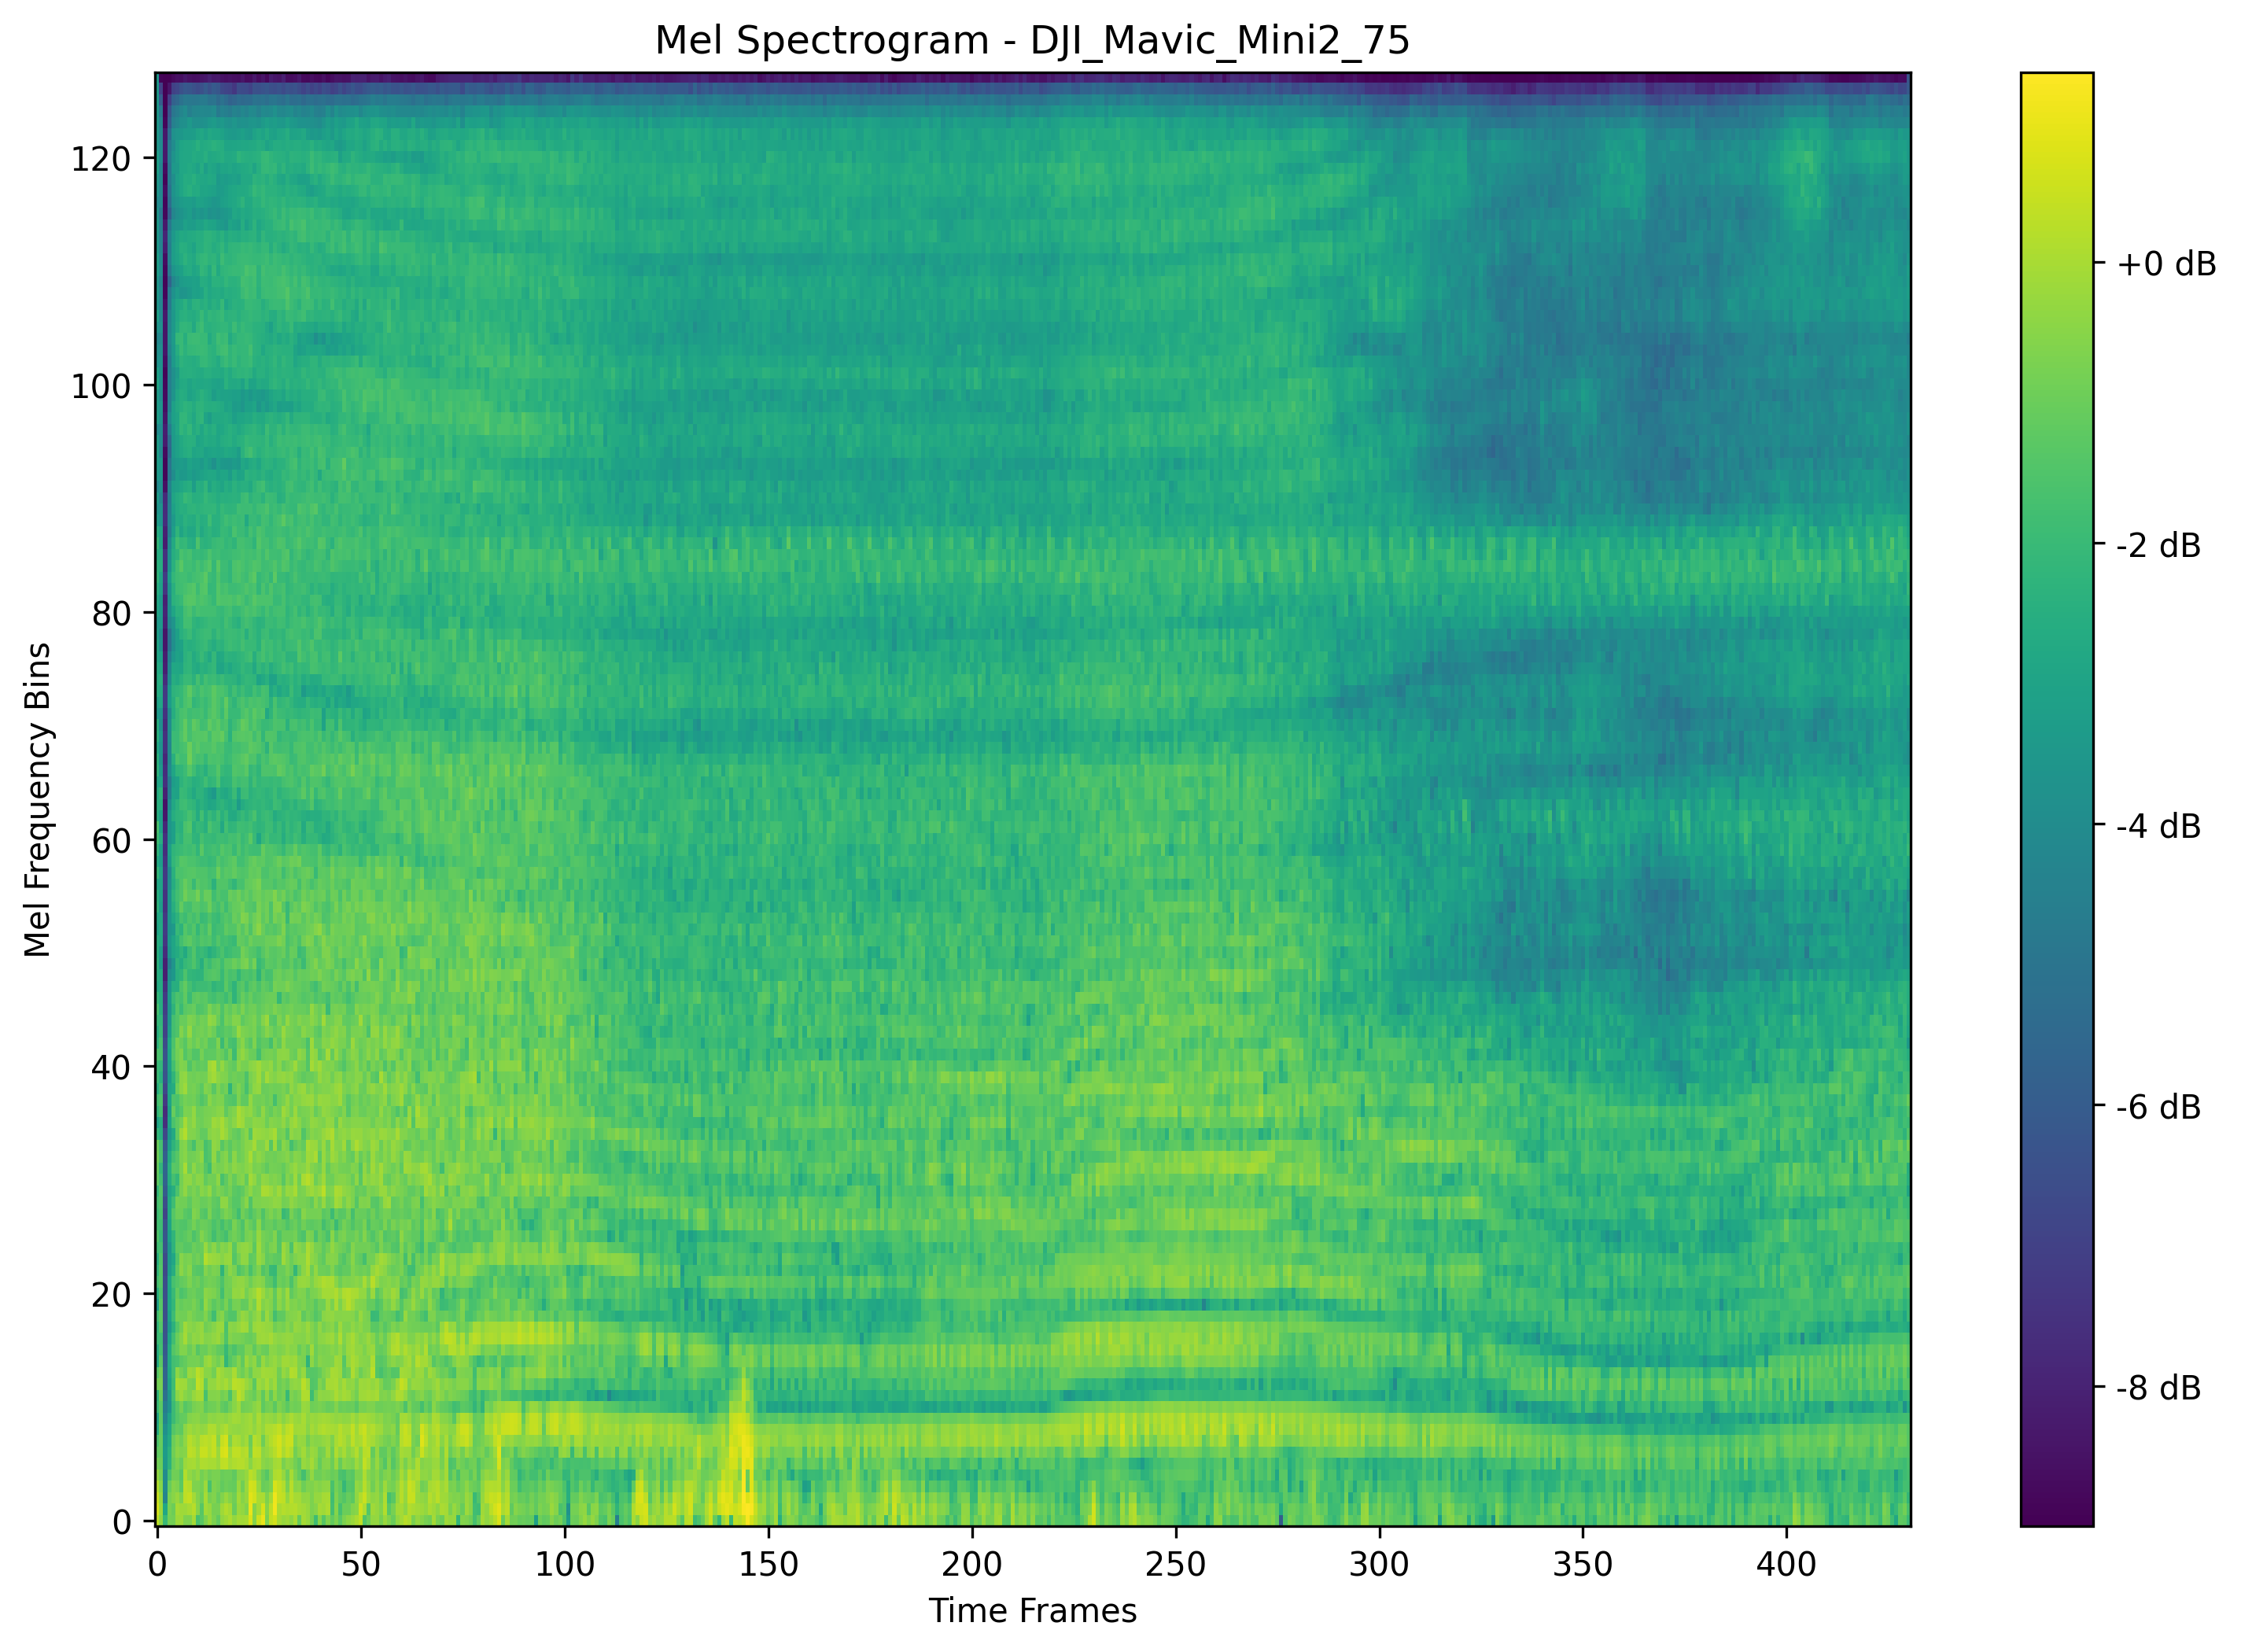 Mel Spectrogram - DJI_Mavic_Mini2_75
Mel Frequency Bins
120
100
80
60
40
20
0
0 50 100 150 200 250 300 350 400
Time Frames
+0 dB
-2 dB
-4 dB
-6 dB
-8 dB